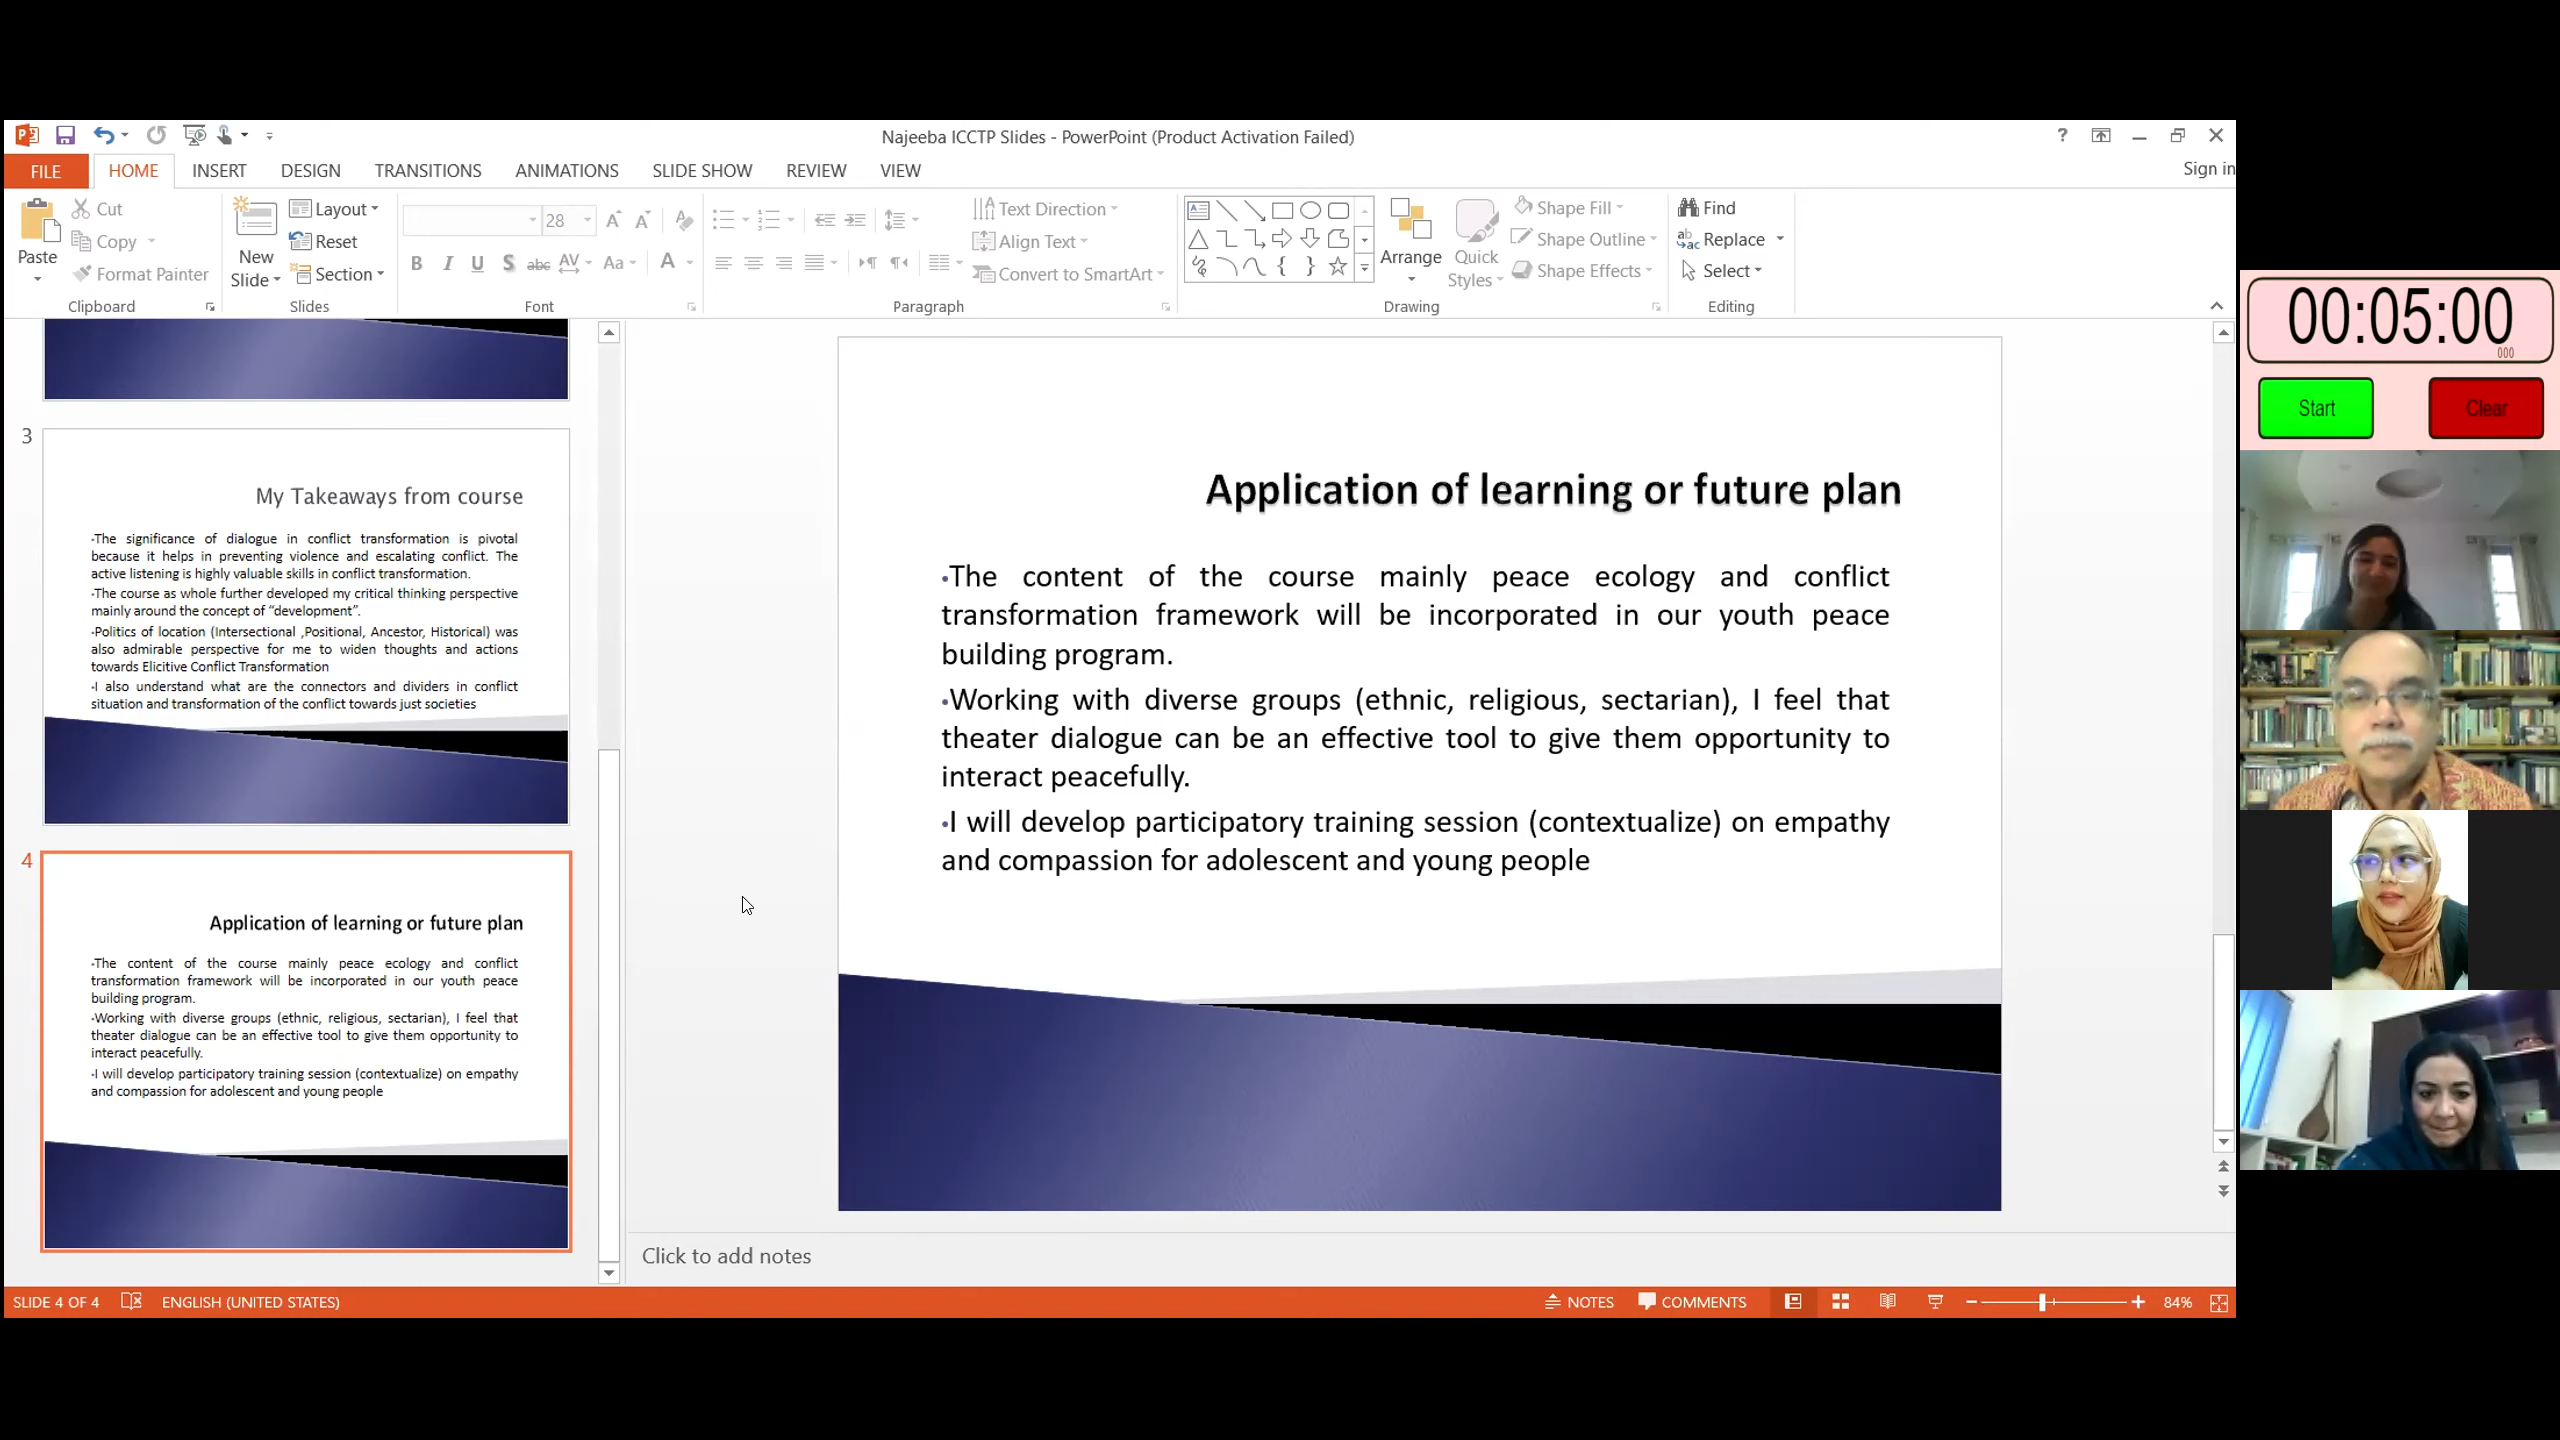 Najeeba ICCTP Slides - PowerPoint (Product Activation Failed)
?
FILE HOME INSERT DESIGN TRANSITIONS ANIMATIONS SLIDE SHOW REVIEW VIEW
Sign in
Paste
Cut
Copy
Format Painter
Clipboard
New
Slide
Layout
Reset
Section
Slides
28
B I U S abc AV Aa A
Font
Text Direction
Align Text
Convert to SmartArt
Paragraph
Arrange
Quick
Styles
Shape Fill
Shape Outline
Shape Effects
Drawing
Find
Replace
Select
Editing
3
My Takeaways from course
The significance of dialogue in conflict transformation is pivotal
because it helps in preventing violence and escalating conflict. The
active listening is highly valuable skills in conflict transformation.
The course as whole further developed my critical thinking perspective
mainly around the concept of “development”.
Politics of location (Intersectional ,Positional, Ancestor, Historical) was
also admirable perspective for me to widen thoughts and actions
towards Elicitive Conflict Transformation
I also understand what are the connectors and dividers in conflict
situation and transformation of the conflict towards just societies
4
Application of learning or future plan
The content of the course mainly peace ecology and conflict
transformation framework will be incorporated in our youth peace
building program.
Working with diverse groups (ethnic, religious, sectarian), I feel that
theater dialogue can be an effective tool to give them opportunity to
interact peacefully.
I will develop participatory training session (contextualize) on empathy
and compassion for adolescent and young people
Application of learning or future plan
•The content of the course mainly peace ecology and conflict
transformation framework will be incorporated in our youth peace
building program.
•Working with diverse groups (ethnic, religious, sectarian), I feel that
theater dialogue can be an effective tool to give them opportunity to
interact peacefully.
•I will develop participatory training session (contextualize) on empathy
and compassion for adolescent and young people
Click to add notes
SLIDE 4 OF 4 ENGLISH (UNITED STATES)
NOTES COMMENTS 84%
00:05:00
000
Start Clear